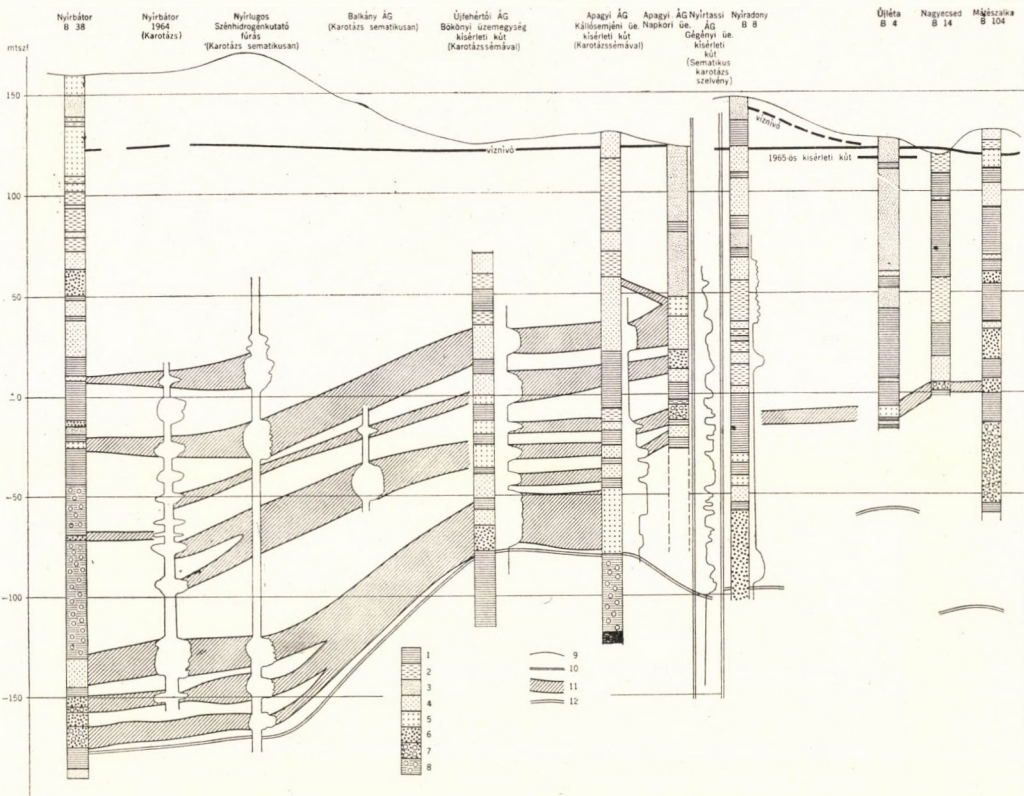 Nyírbátor
B 38
Nyírbátor
1964
(Karotázs)
Nyírlugos
Szénhidrogénkutató
fúrás
(Karotázs sematikusan)
Balkány ÁG
(Karotázs sematikusan)
Újfehértói ÁG
Bökönyi üzemegység
kísérleti kút
(Karotázssémával)
Apagyi ÁG
Kállósemjéni üe.
kísérleti kút
(Karotázssémával)
Apagyi ÁG
Napkori üe.
Nyírtassi
ÁG
Gégényi üe.
kísérleti
kút
(Sematikus
karotázs
szelvény)
Nyíradony
B 8
Újléta
B 4
Nagyecsed
B 14
Mátészalka
B 104
mtszf
150
100
50
0
-50
-100
-150
víznívó
víznívó
1965-ös kísérleti kút
1
2
3
4
5
6
7
8
9
10
11
12